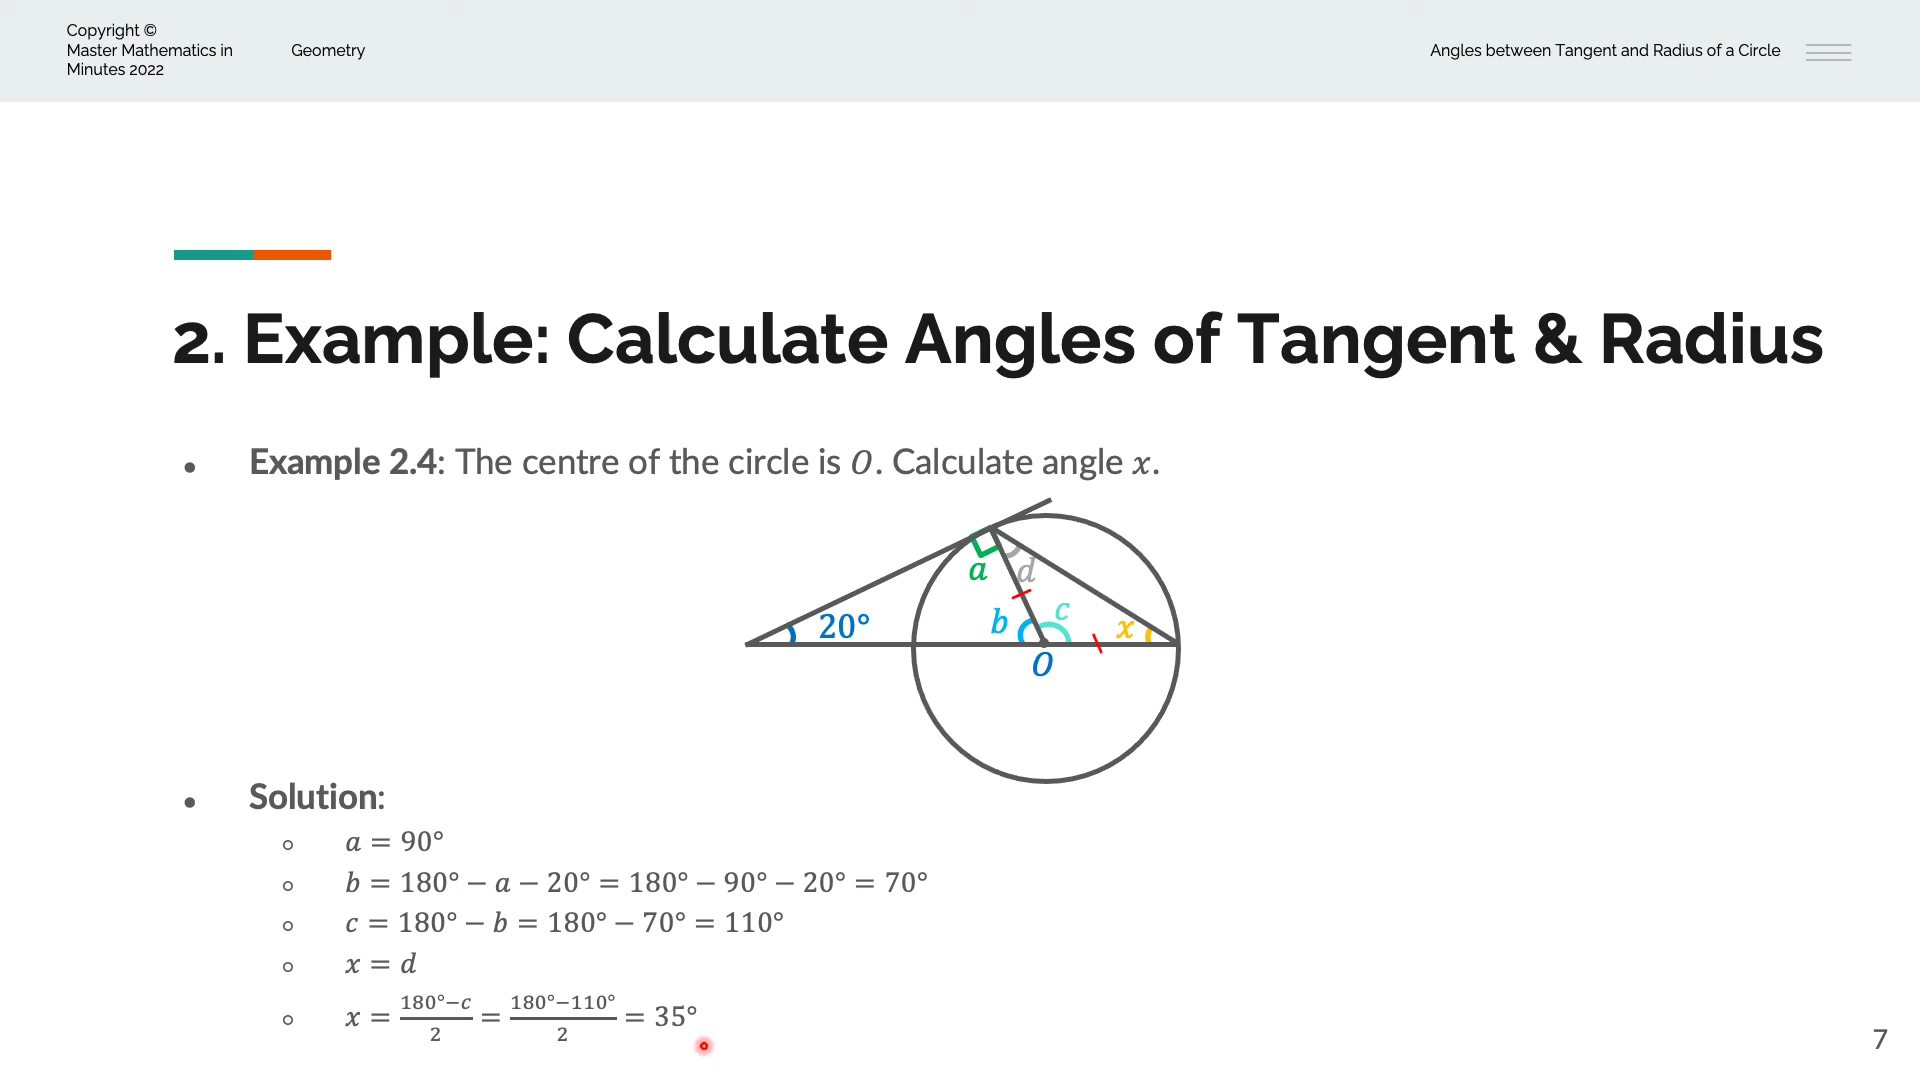 Copyright ©
Master Mathematics in
Minutes 2022
Geometry
Angles between Tangent and Radius of a Circle
2. Example: Calculate Angles of Tangent & Radius
● Example 2.4: The centre of the circle is O. Calculate angle x.
a
d
20°
b
c
x
O
● Solution:
○ a = 90°
○ b = 180° − a − 20° = 180° − 90° − 20° = 70°
○ c = 180° − b = 180° − 70° = 110°
○ x = d
○ x = (180°−c)/2 = (180°−110°)/2 = 35°
7